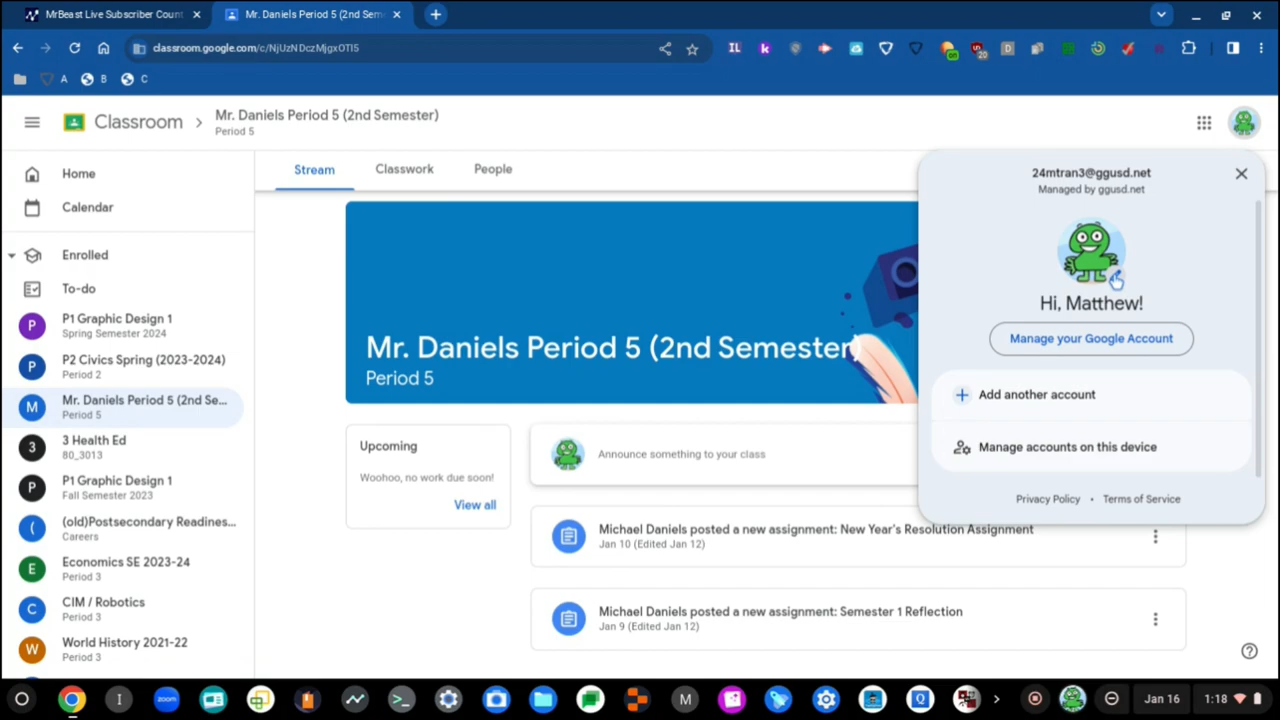 MrBeast Live Subscriber Count
Mr. Daniels Period 5 (2nd Sem
classroom.google.com/c/NjUzNDczMjgxOTI5
IL
k
on
20
D
A
B
C
Classroom
Mr. Daniels Period 5 (2nd Semester)
Period 5
Home
Calendar
Enrolled
To-do
P
P1 Graphic Design 1
Spring Semester 2024
P
P2 Civics Spring (2023-2024)
Period 2
M
Mr. Daniels Period 5 (2nd Se...
Period 5
3
3 Health Ed
80_3013
P
P1 Graphic Design 1
Fall Semester 2023
(
(old)Postsecondary Readines...
Careers
E
Economics SE 2023-24
Period 3
C
CIM / Robotics
Period 3
W
World History 2021-22
Period 3
Stream
Classwork
People
Mr. Daniels Period 5 (2nd Semester)
Period 5
Upcoming
Woohoo, no work due soon!
View all
Announce something to your class
Michael Daniels posted a new assignment: New Year's Resolution Assignment
Jan 10 (Edited Jan 12)
Michael Daniels posted a new assignment: Semester 1 Reflection
Jan 9 (Edited Jan 12)
24mtran3@ggusd.net
Managed by ggusd.net
Hi, Matthew!
Manage your Google Account
Add another account
Manage accounts on this device
Privacy Policy • Terms of Service
I
zoom
M
Q
Jan 16
1:18